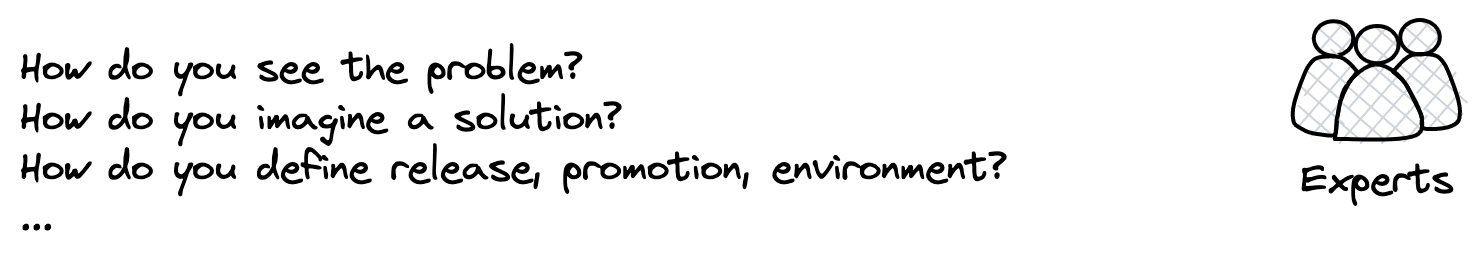 How do you see the problem?
How do you imagine a solution?
How do you define release, promotion, environment?
...
Experts